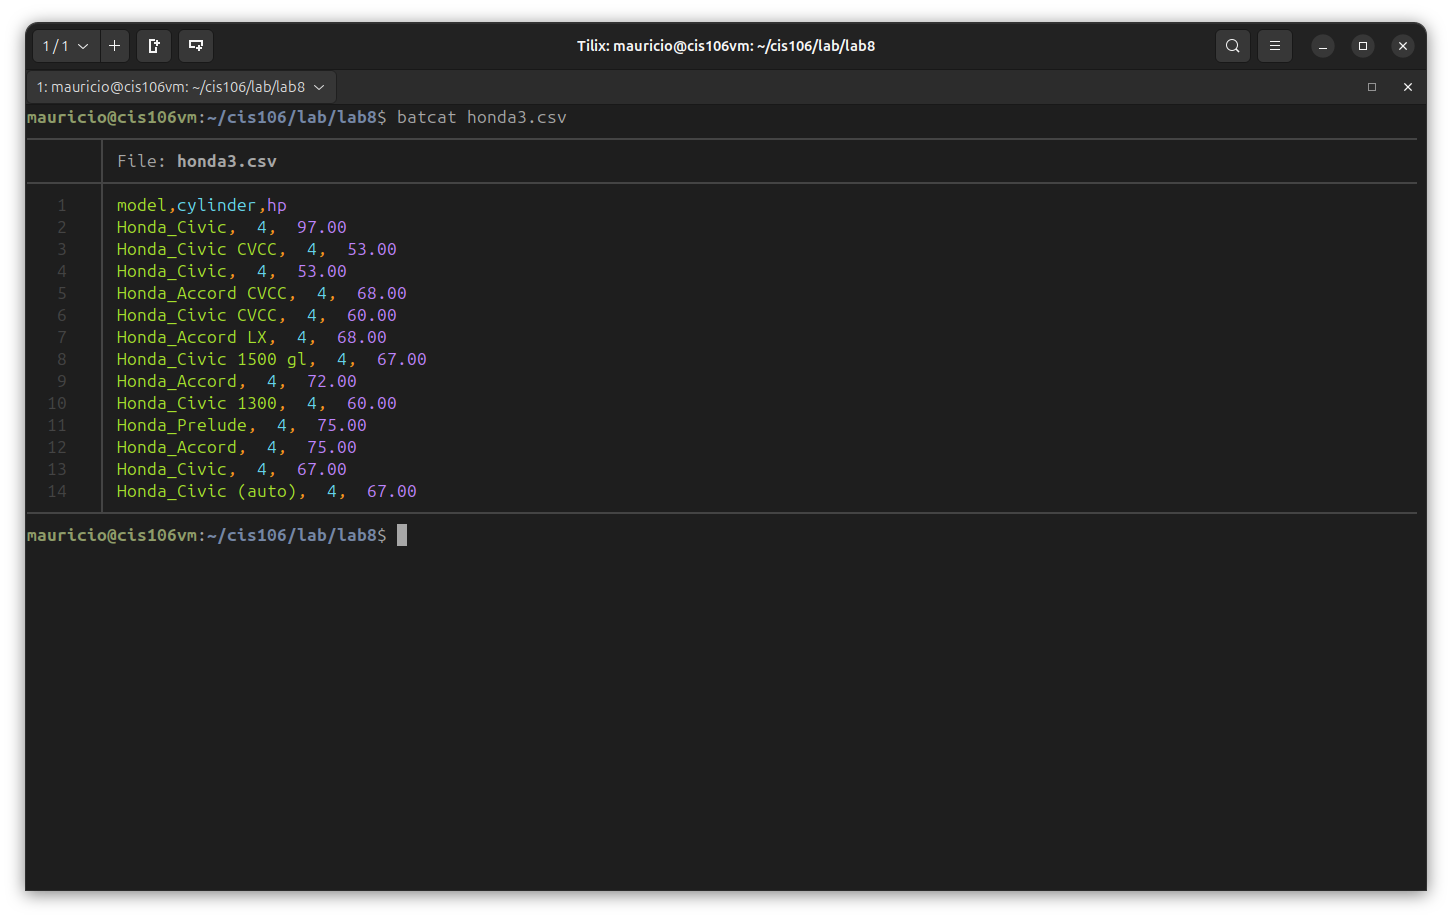 1 / 1
Tilix: mauricio@cis106vm: ~/cis106/lab/lab8
1: mauricio@cis106vm: ~/cis106/lab/lab8
mauricio@cis106vm:~/cis106/lab/lab8$ batcat honda3.csv
File: honda3.csv
1 model,cylinder,hp
2 Honda_Civic,  4,  97.00
3 Honda_Civic CVCC,  4,  53.00
4 Honda_Civic,  4,  53.00
5 Honda_Accord CVCC,  4,  68.00
6 Honda_Civic CVCC,  4,  60.00
7 Honda_Accord LX,  4,  68.00
8 Honda_Civic 1500 gl,  4,  67.00
9 Honda_Accord,  4,  72.00
10 Honda_Civic 1300,  4,  60.00
11 Honda_Prelude,  4,  75.00
12 Honda_Accord,  4,  75.00
13 Honda_Civic,  4,  67.00
14 Honda_Civic (auto),  4,  67.00
mauricio@cis106vm:~/cis106/lab/lab8$